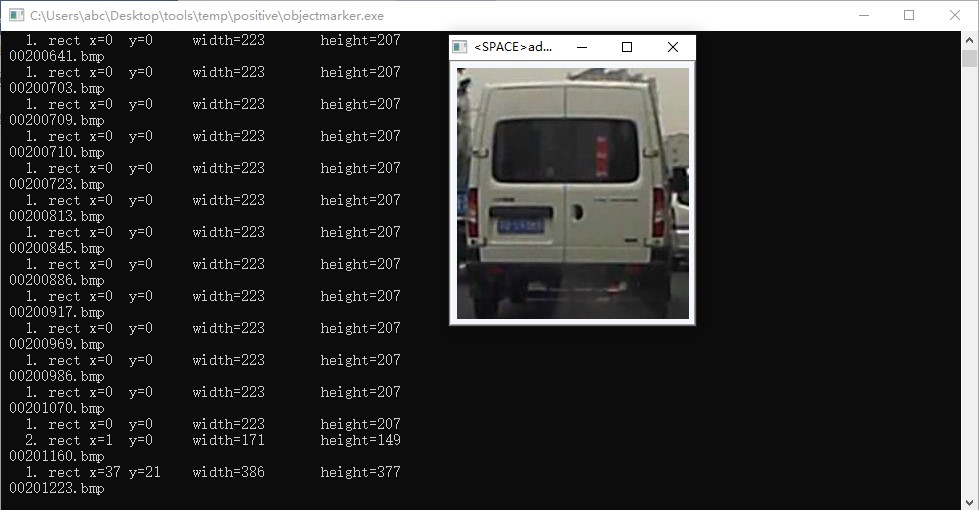 C:\Users\abc\Desktop\tools\temp\positive\objectmarker.exe
1. rect x=0 y=0 width=223 height=207
00200641.bmp
1. rect x=0 y=0 width=223 height=207
00200703.bmp
1. rect x=0 y=0 width=223 height=207
00200709.bmp
1. rect x=0 y=0 width=223 height=207
00200710.bmp
1. rect x=0 y=0 width=223 height=207
00200723.bmp
1. rect x=0 y=0 width=223 height=207
00200813.bmp
1. rect x=0 y=0 width=223 height=207
00200845.bmp
1. rect x=0 y=0 width=223 height=207
00200886.bmp
1. rect x=0 y=0 width=223 height=207
00200917.bmp
1. rect x=0 y=0 width=223 height=207
00200969.bmp
1. rect x=0 y=0 width=223 height=207
00200986.bmp
1. rect x=0 y=0 width=223 height=207
00201070.bmp
1. rect x=0 y=0 width=223 height=207
2. rect x=1 y=0 width=171 height=149
00201160.bmp
1. rect x=37 y=21 width=386 height=377
00201223.bmp
<SPACE>ad...